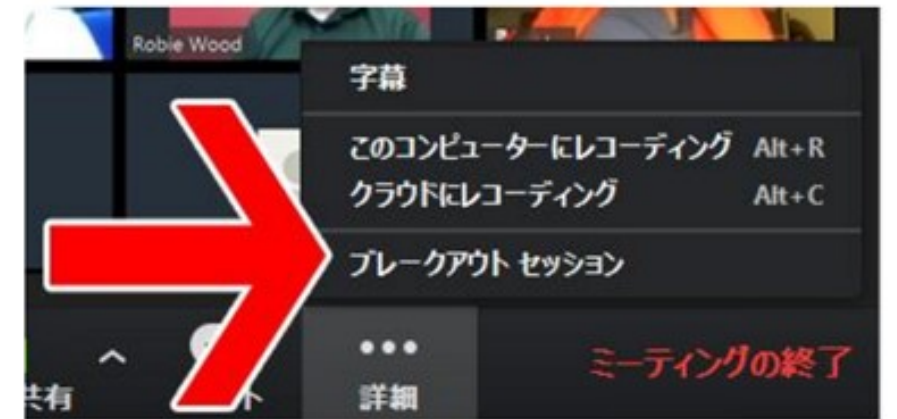 Robie Wood
字幕
このコンピューターにレコーディング Alt+R
クラウドにレコーディング Alt+C
ブレークアウト セッション
共有
ト
詳細
ミーティングの終了